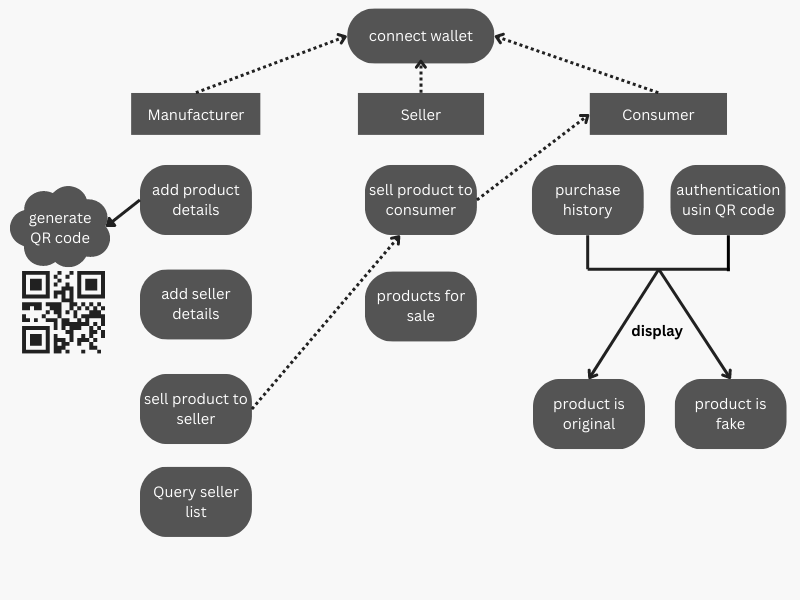 connect wallet
Manufacturer
Seller
Consumer
add product
details
generate
QR code
add seller
details
sell product to
seller
Query seller
list
sell product to
consumer
products for
sale
purchase
history
authentication
usin QR code
display
product is
original
product is
fake